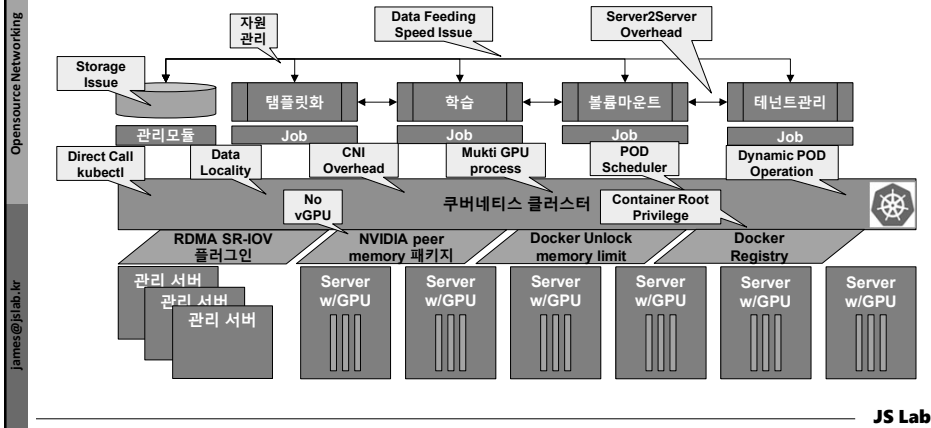 Opensource Networking
james@jslab.kr
자원
관리
Data Feeding
Speed Issue
Server2Server
Overhead
Storage
Issue
탬플릿화
학습
볼륨마운트
테넌트관리
관리모듈
Job
Job
Job
Job
Direct Call
kubectl
Data
Locality
CNI
Overhead
Mukti GPU
process
POD
Scheduler
Dynamic POD
Operation
No
vGPU
쿠버네티스 클러스터
Container Root
Privilege
RDMA SR-IOV
플러그인
NVIDIA peer
memory 패키지
Docker Unlock
memory limit
Docker
Registry
관리 서버
관리 서버
관리 서버
Server
w/GPU
Server
w/GPU
Server
w/GPU
Server
w/GPU
Server
w/GPU
Server
w/GPU
JS Lab